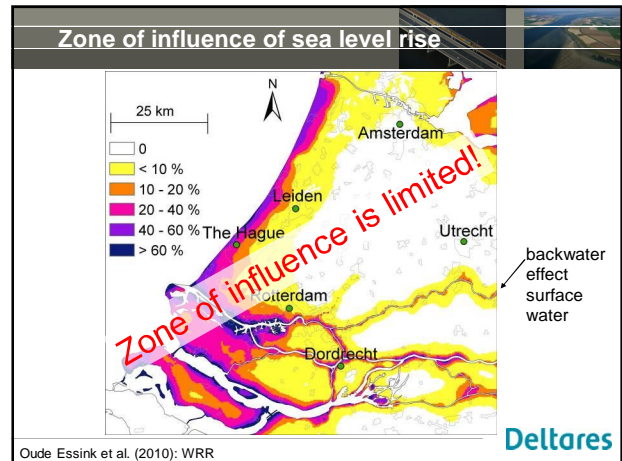 Zone of influence of sea level rise
N
25 km
0
< 10 %
10 - 20 %
20 - 40 %
40 - 60 %
> 60 %
Amsterdam
Leiden
The Hague
Utrecht
Rotterdam
Dordrecht
Zone of influence is limited!
backwater
effect
surface
water
Oude Essink et al. (2010): WRR
Deltares